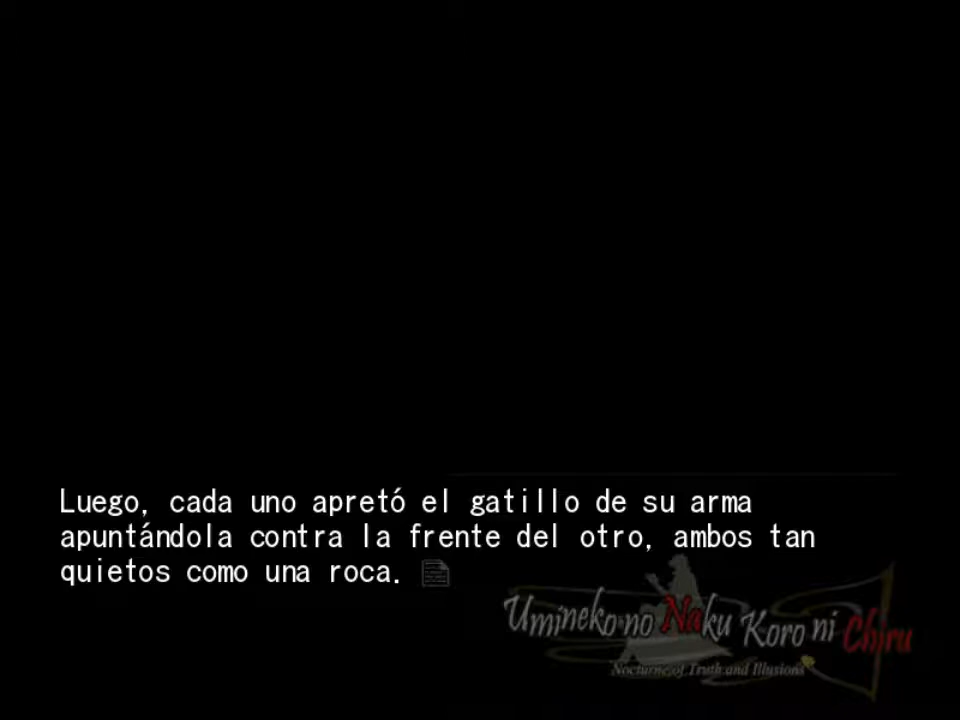 Luego, cada uno apretó el gatillo de su arma
apuntándola contra la frente del otro, ambos tan
quietos como una roca.
Umineko no Naku Koro ni Chiru
Nocturne of Truth and Illusions